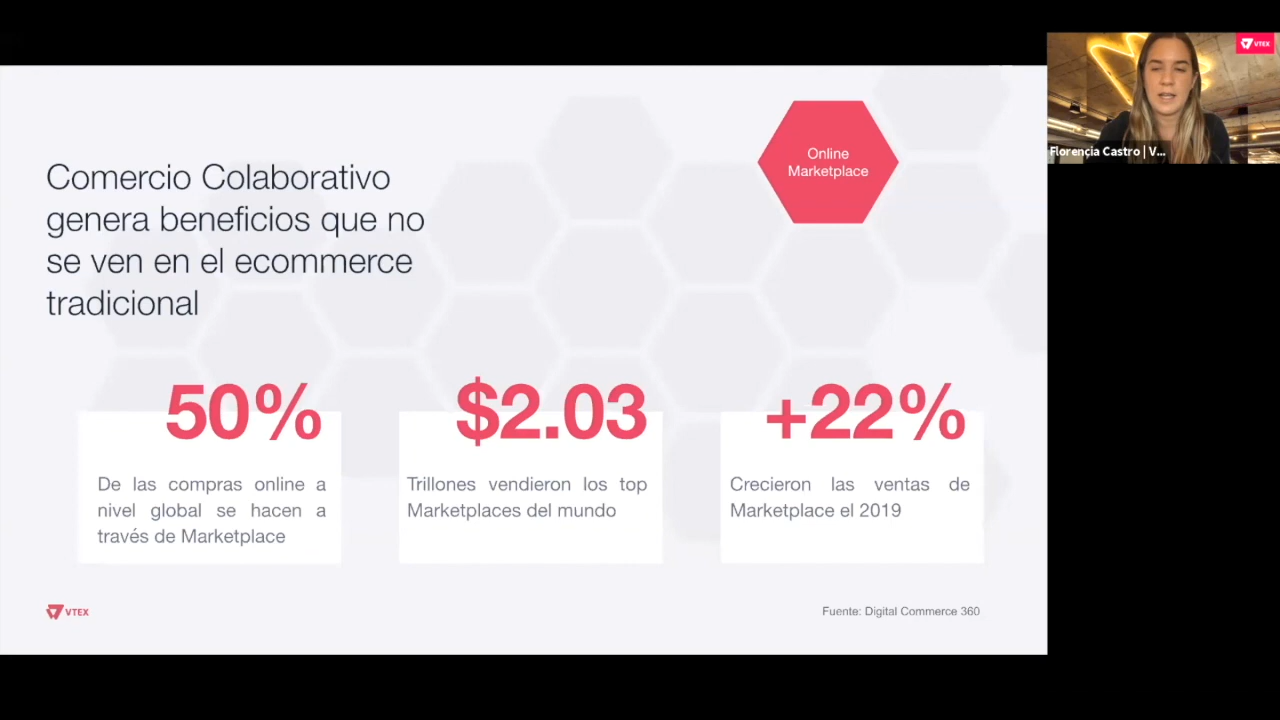 Comercio Colaborativo
genera beneficios que no
se ven en el ecommerce
tradicional
Online
Marketplace
50%
De las compras online a
nivel global se hacen a
través de Marketplace
$2.03
Trillones vendieron los top
Marketplaces del mundo
+22%
Crecieron las ventas de
Marketplace el 2019
VTEX
Fuente: Digital Commerce 360
VTEX
Florencia Castro | V...